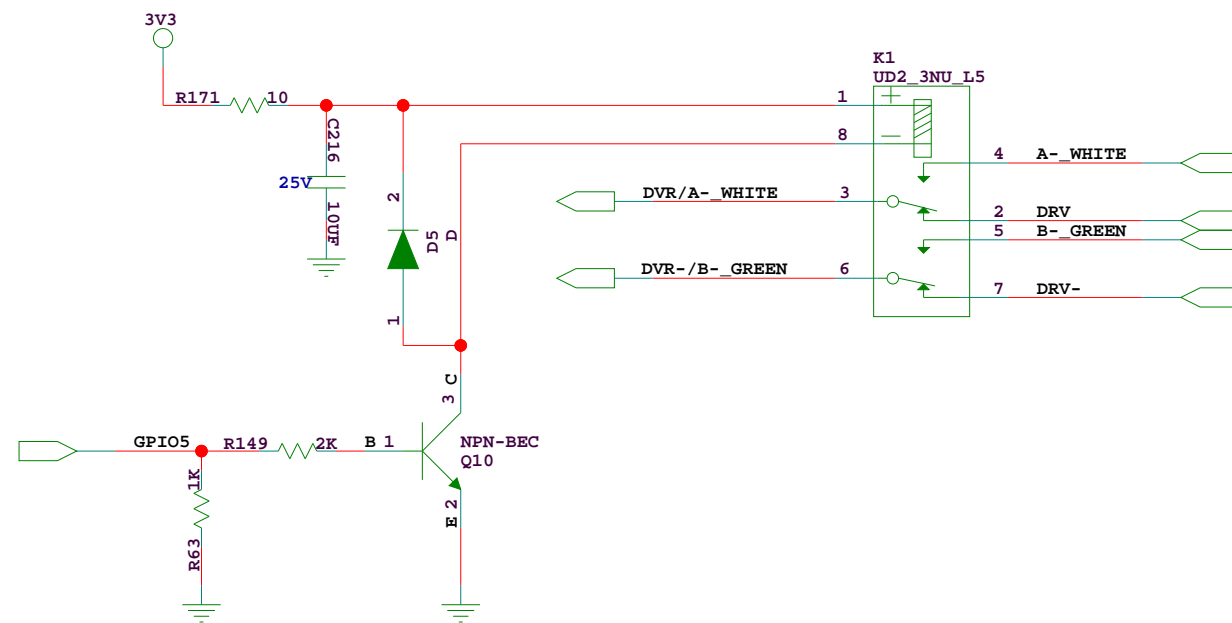 3V3
K1
UD2_3NU_L5
R171
10
1
C216
8
4
A-_WHITE
25V
2
DVR/A-_WHITE
3
10UF
2
DRV
D5
D
5
B-_GREEN
DVR-/B-_GREEN
6
7
DRV-
1
C
3
GPIO5
R149
2K
B
1
NPN-BEC
Q10
1K
2
E
R63